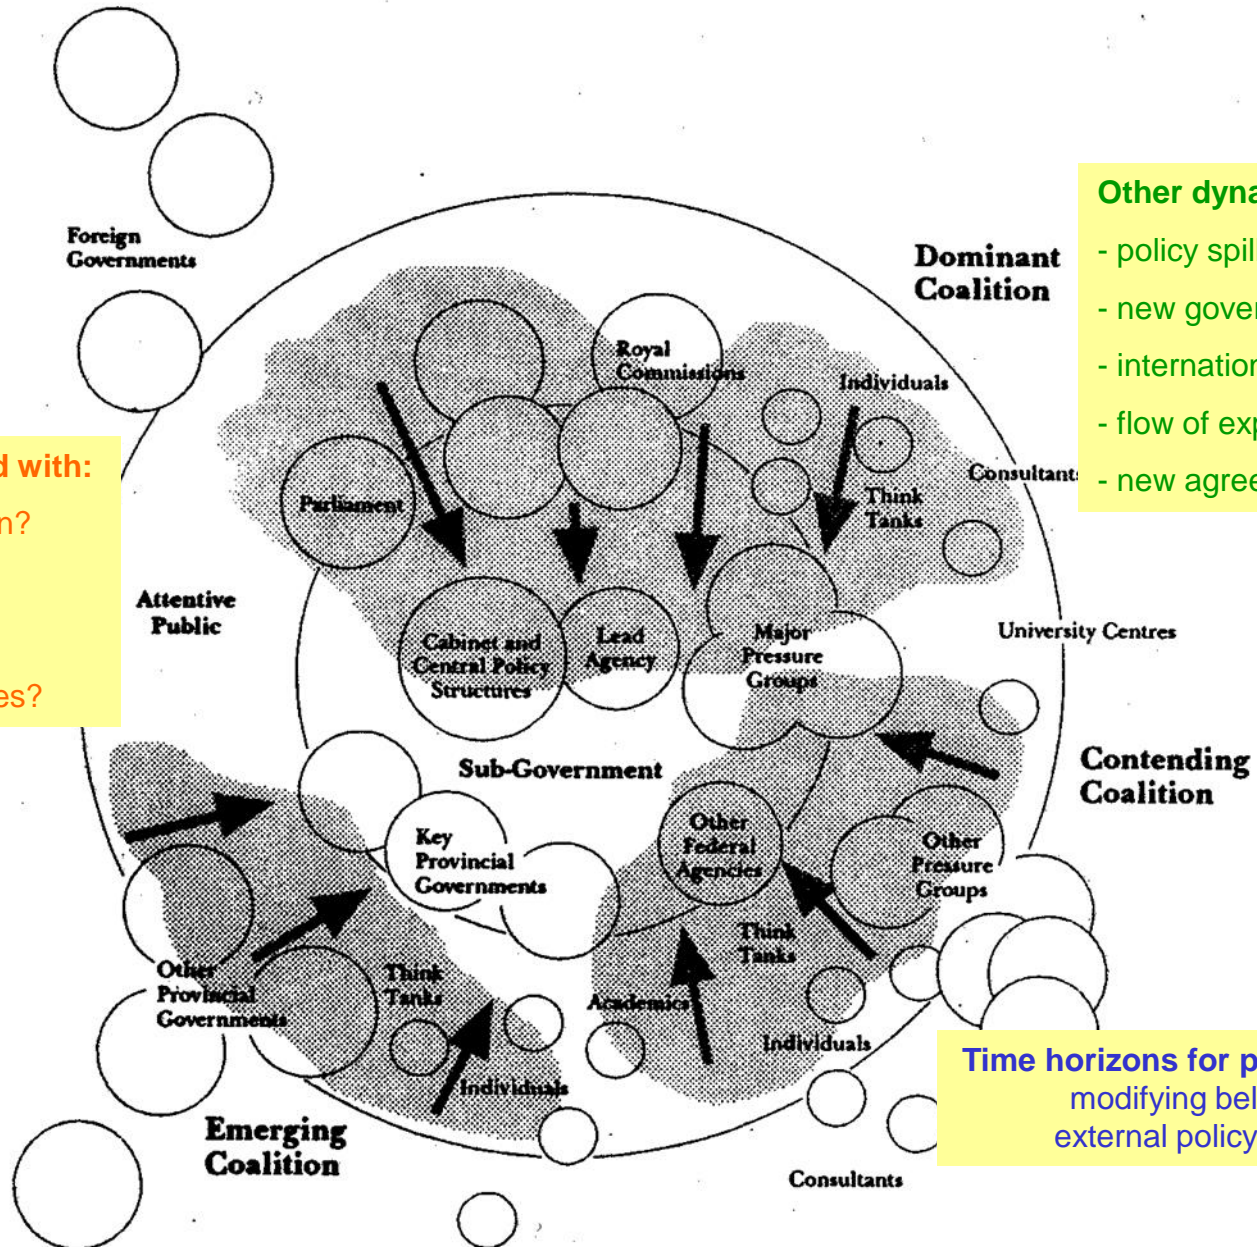 Foreign
Governments
Dominant
Coalition
Other dyna
- policy spil
- new gover
- internation
- flow of exp
- new agree
Royal
Commissions
Individuals
Consultants
Think
Tanks
Parliament
d with:
n?
es?
Attentive
Public
Cabinet and
Central Policy
Structures
Lead
Agency
Major
Pressure
Groups
University Centres
Sub-Government
Contending
Coalition
Key
Provincial
Governments
Other
Federal
Agencies
Other
Pressure
Groups
Think
Tanks
Other
Provincial
Governments
Think
Tanks
Academics
Individuals
Individuals
Time horizons for p
modifying bel
external policy
Emerging
Coalition
Consultants